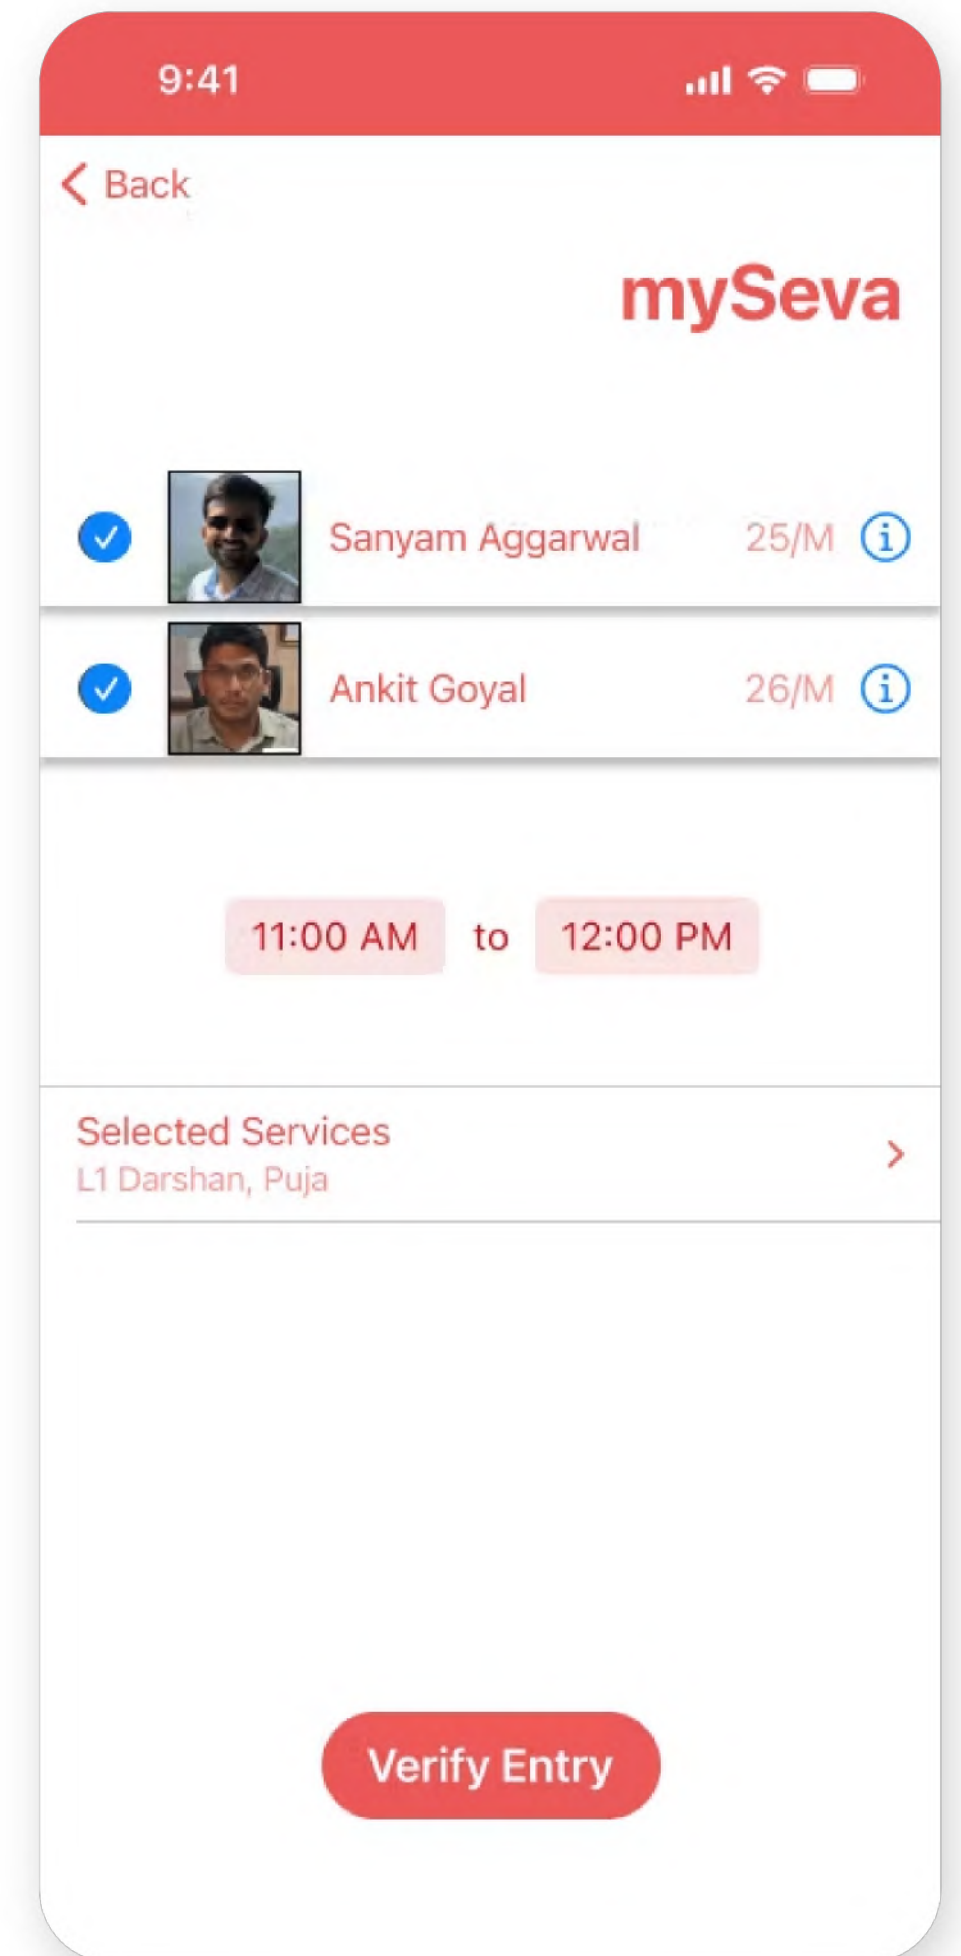 9:41
Back
mySeva
Sanyam Aggarwal 25/M
Ankit Goyal 26/M
11:00 AM to 12:00 PM
Selected Services
L1 Darshan, Puja
Verify Entry